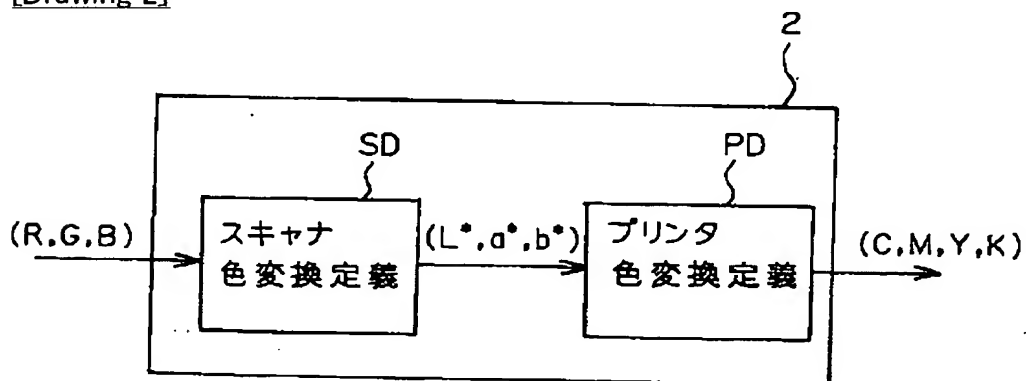 [Drawing 2]
2
SD
PD
(R,G,B)
スキャナ
色変換定義
(L*,a*,b*)
プリンタ
色変換定義
(C,M,Y,K)